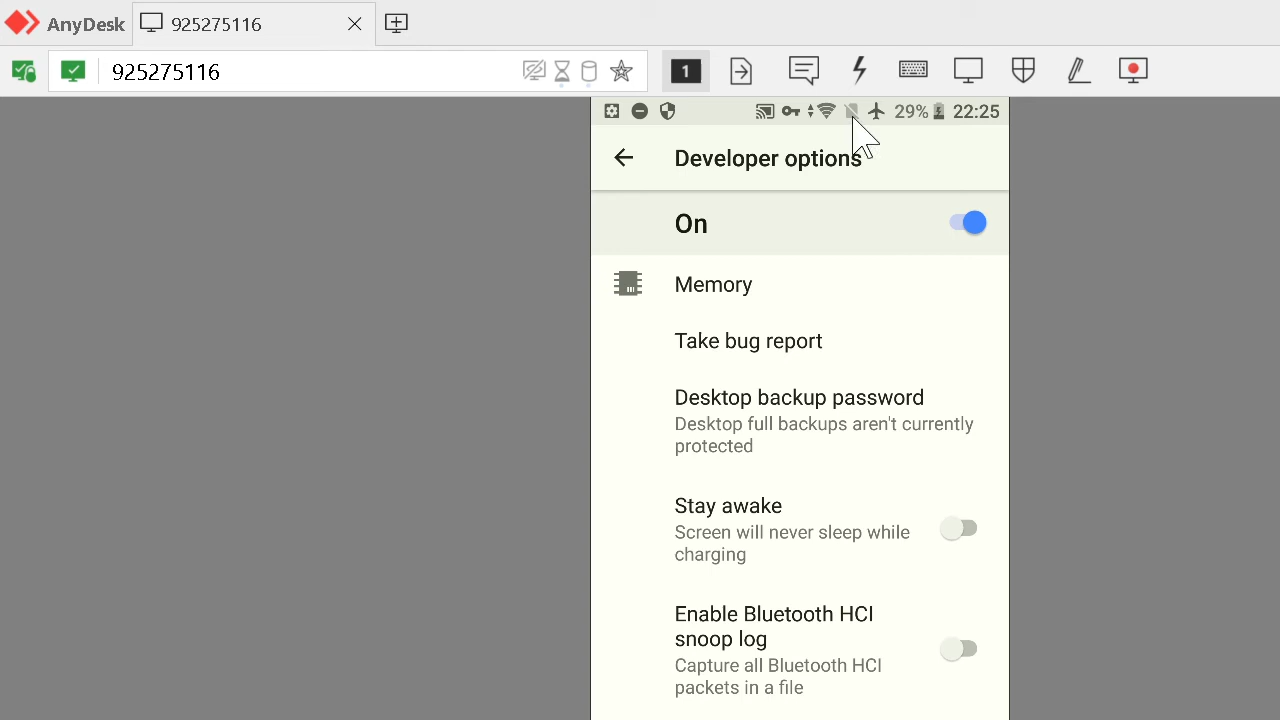 AnyDesk
925275116
925275116
1
29% 22:25
Developer options
On
Memory
Take bug report
Desktop backup password
Desktop full backups aren't currently
protected
Stay awake
Screen will never sleep while
charging
Enable Bluetooth HCI
snoop log
Capture all Bluetooth HCI
packets in a file